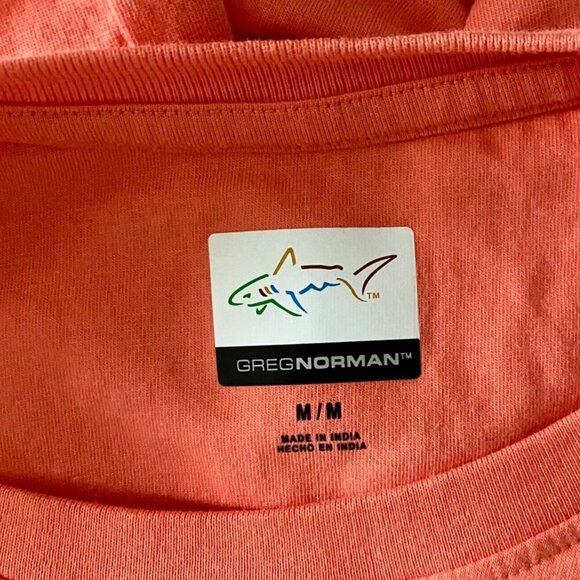 TM
GREGNORMAN™
M/M
MADE IN INDIA
HECHO EN INDIA